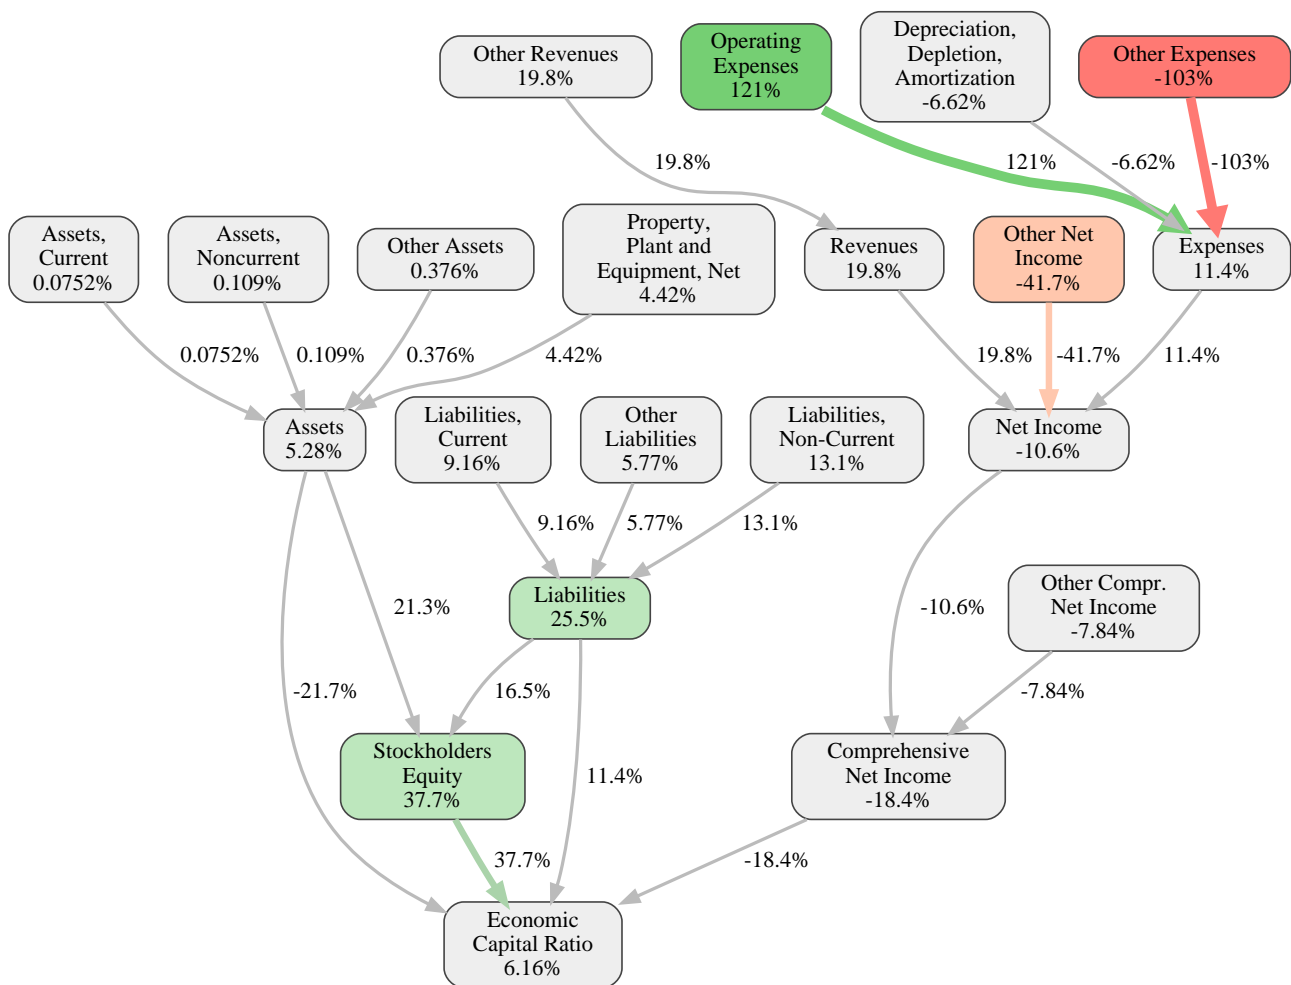 Other Revenues
19.8%
Operating
Expenses
121%
Depreciation,
Depletion,
Amortization
-6.62%
Other Expenses
-103%
19.8%
121%
-6.62%
-103%
Assets,
Current
0.0752%
Assets,
Noncurrent
0.109%
Other Assets
0.376%
Property,
Plant and
Equipment, Net
4.42%
Revenues
19.8%
Other Net
Income
-41.7%
Expenses
11.4%
0.0752%
0.109%
0.376%
4.42%
19.8%
-41.7%
11.4%
Assets
5.28%
Liabilities,
Current
9.16%
Other
Liabilities
5.77%
Liabilities,
Non-Current
13.1%
Net Income
-10.6%
9.16%
5.77%
13.1%
Liabilities
25.5%
21.3%
-10.6%
Other Compr.
Net Income
-7.84%
-21.7%
16.5%
-7.84%
Stockholders
Equity
37.7%
11.4%
Comprehensive
Net Income
-18.4%
37.7%
-18.4%
Economic
Capital Ratio
6.16%